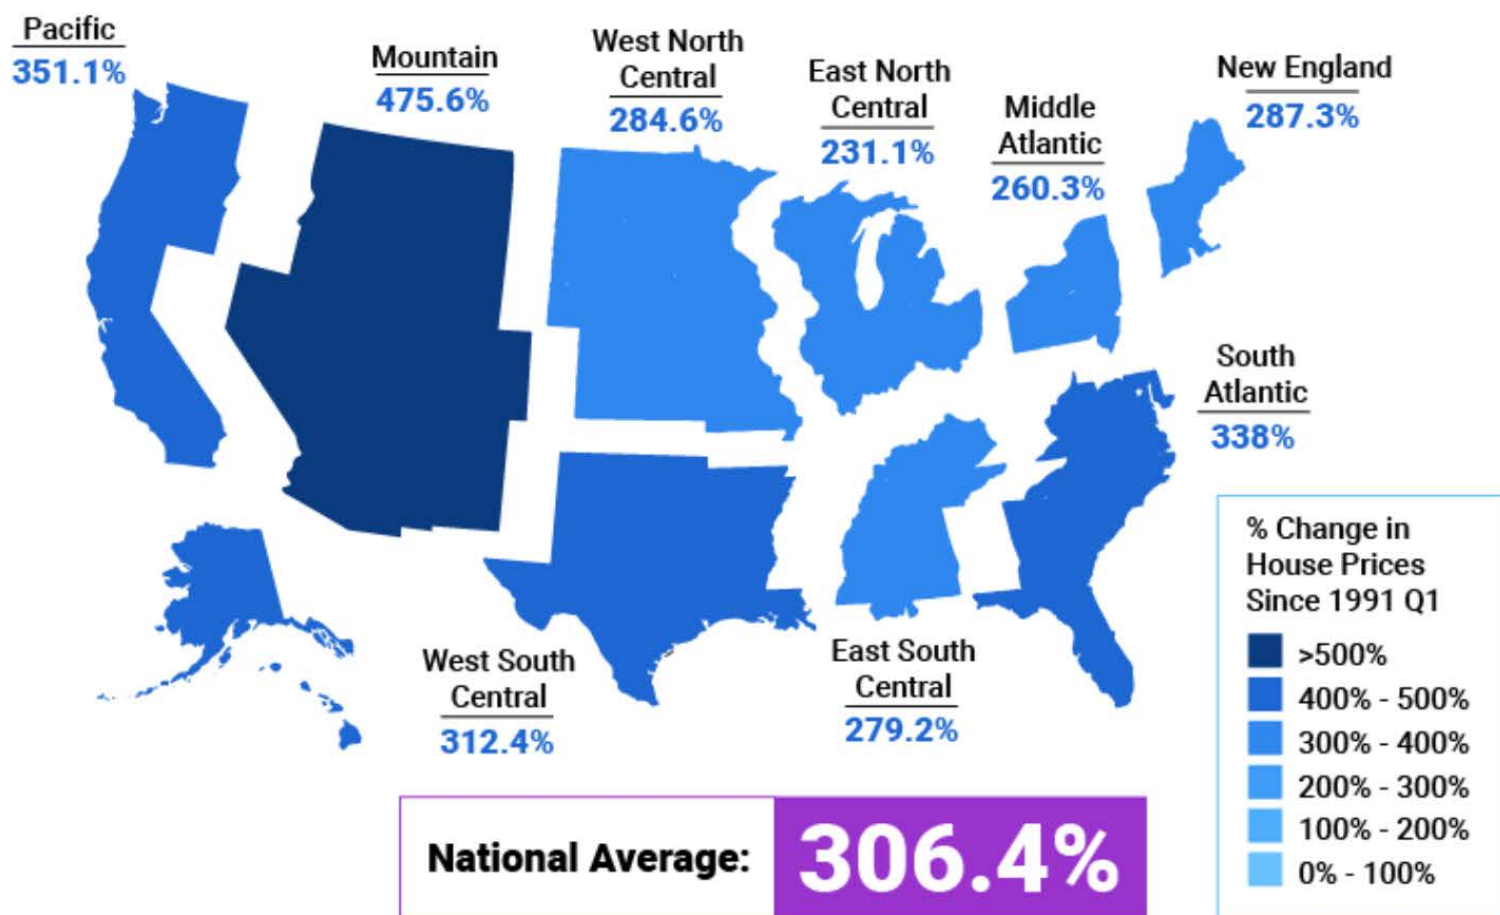 Pacific
351.1%
Mountain
475.6%
West North
Central
284.6%
East North
Central
231.1%
Middle
Atlantic
260.3%
New England
287.3%
South
Atlantic
338%
West South
Central
312.4%
East South
Central
279.2%
% Change in
House Prices
Since 1991 Q1
>500%
400% - 500%
300% - 400%
200% - 300%
100% - 200%
0% - 100%
National Average:
306.4%